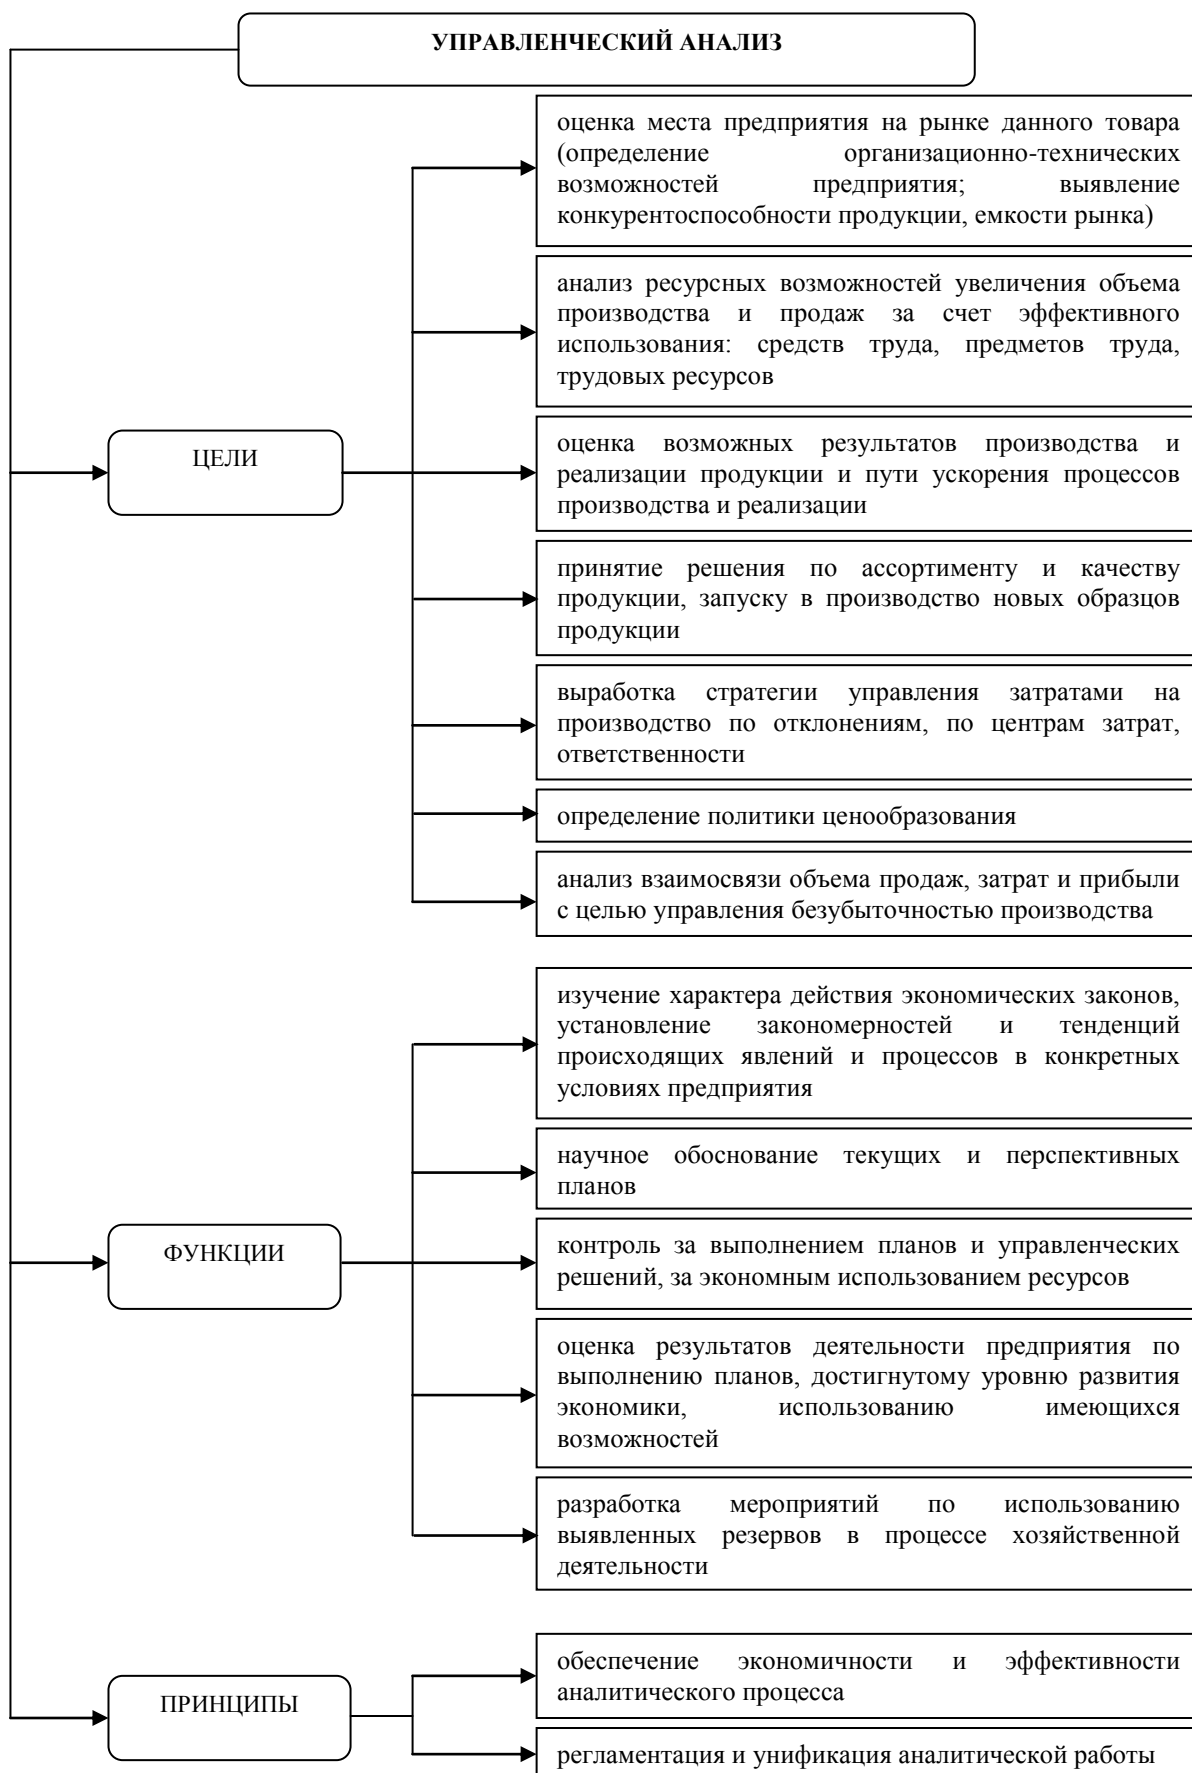 УПРАВЛЕНЧЕСКИЙ АНАЛИЗ
оценка места предприятия на рынке данного товара
(определение организационно-технических
возможностей предприятия; выявление
конкурентоспособности продукции, емкости рынка)
анализ ресурсных возможностей увеличения объема
производства и продаж за счет эффективного
использования: средств труда, предметов труда,
трудовых ресурсов
ЦЕЛИ
оценка возможных результатов производства и
реализации продукции и пути ускорения процессов
производства и реализации
принятие решения по ассортименту и качеству
продукции, запуску в производство новых образцов
продукции
выработка стратегии управления затратами на
производство по отклонениям, по центрам затрат,
ответственности
определение политики ценообразования
анализ взаимосвязи объема продаж, затрат и прибыли
с целью управления безубыточностью производства
изучение характера действия экономических законов,
установление закономерностей и тенденций
происходящих явлений и процессов в конкретных
условиях предприятия
научное обоснование текущих и перспективных
планов
ФУНКЦИИ
контроль за выполнением планов и управленческих
решений, за экономным использованием ресурсов
оценка результатов деятельности предприятия по
выполнению планов, достигнутому уровню развития
экономики, использованию имеющихся
возможностей
разработка мероприятий по использованию
выявленных резервов в процессе хозяйственной
деятельности
ПРИНЦИПЫ
обеспечение экономичности и эффективности
аналитического процесса
регламентация и унификация аналитической работы